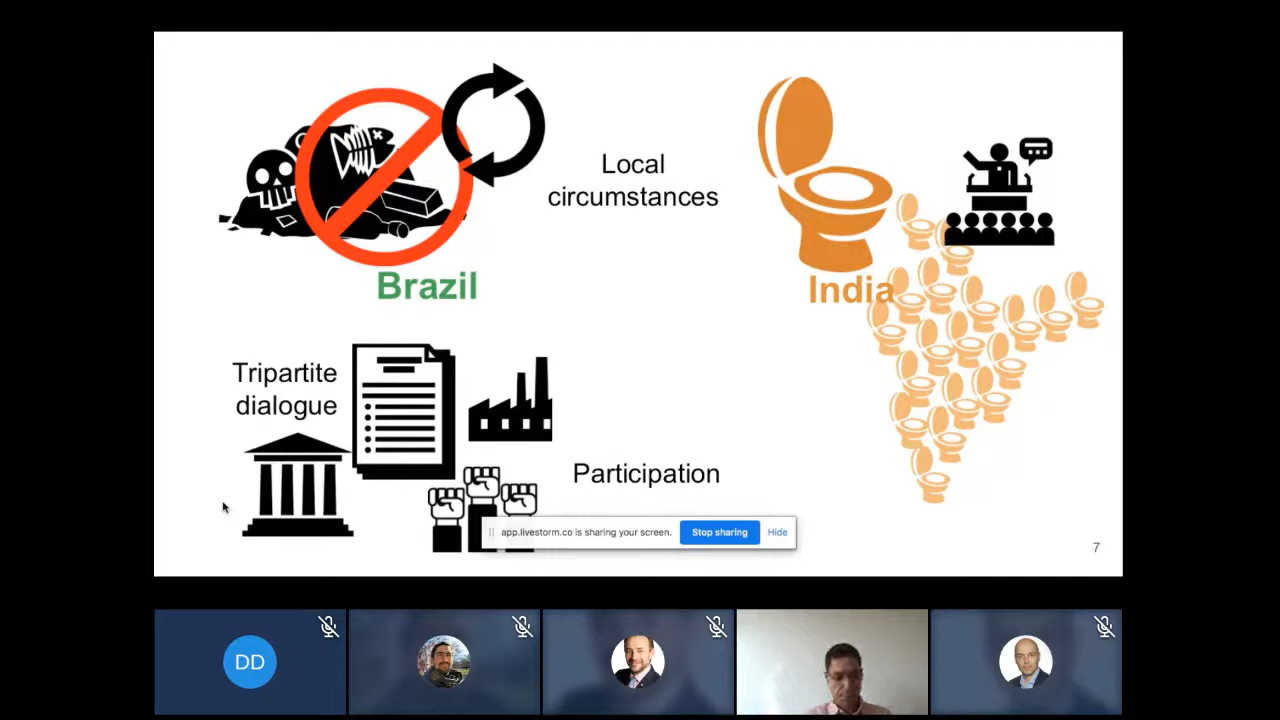 Local
circumstances
Brazil
India
Tripartite
dialogue
Participation
app.livestorm.co is sharing your screen.
Stop sharing
Hide
7
DD